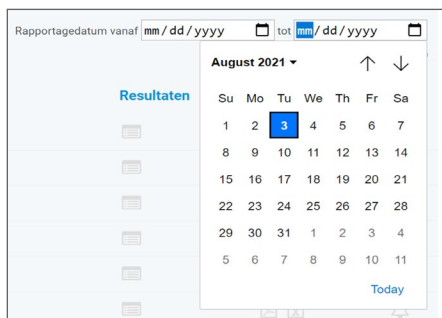 Rapportagedatum vanaf mm/dd/yyyy tot mm/dd/yyyy
August 2021
Resultaten
Su Mo Tu We Th Fr Sa
1 2 3 4 5 6 7
8 9 10 11 12 13 14
15 16 17 18 19 20 21
22 23 24 25 26 27 28
29 30 31 1 2 3 4
5 6 7 8 9 10 11
Today